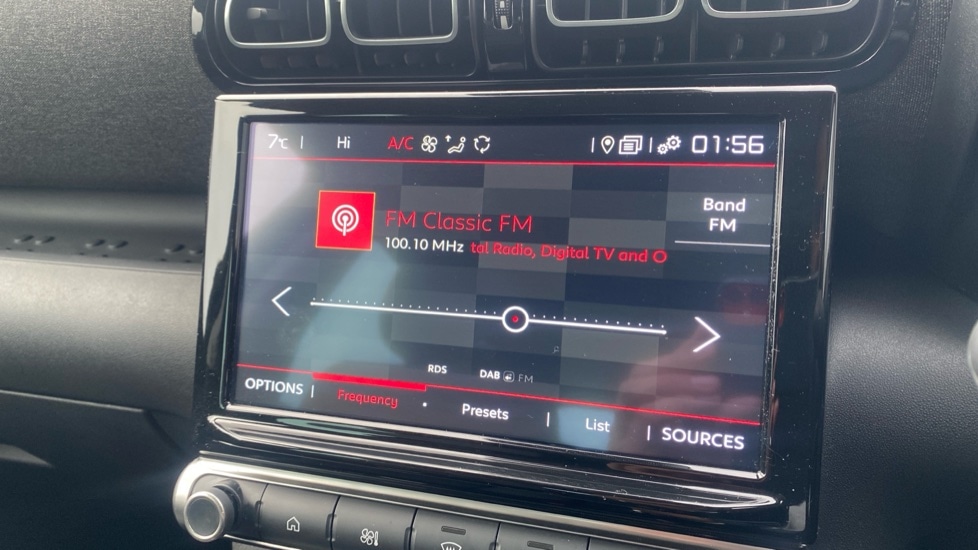 7°C | Hi A/C 01:56
FM Classic FM
Band
FM
100.10 MHz tal Radio, Digital TV and O
RDS DAB FM
OPTIONS | Frequency Presets | List | SOURCES